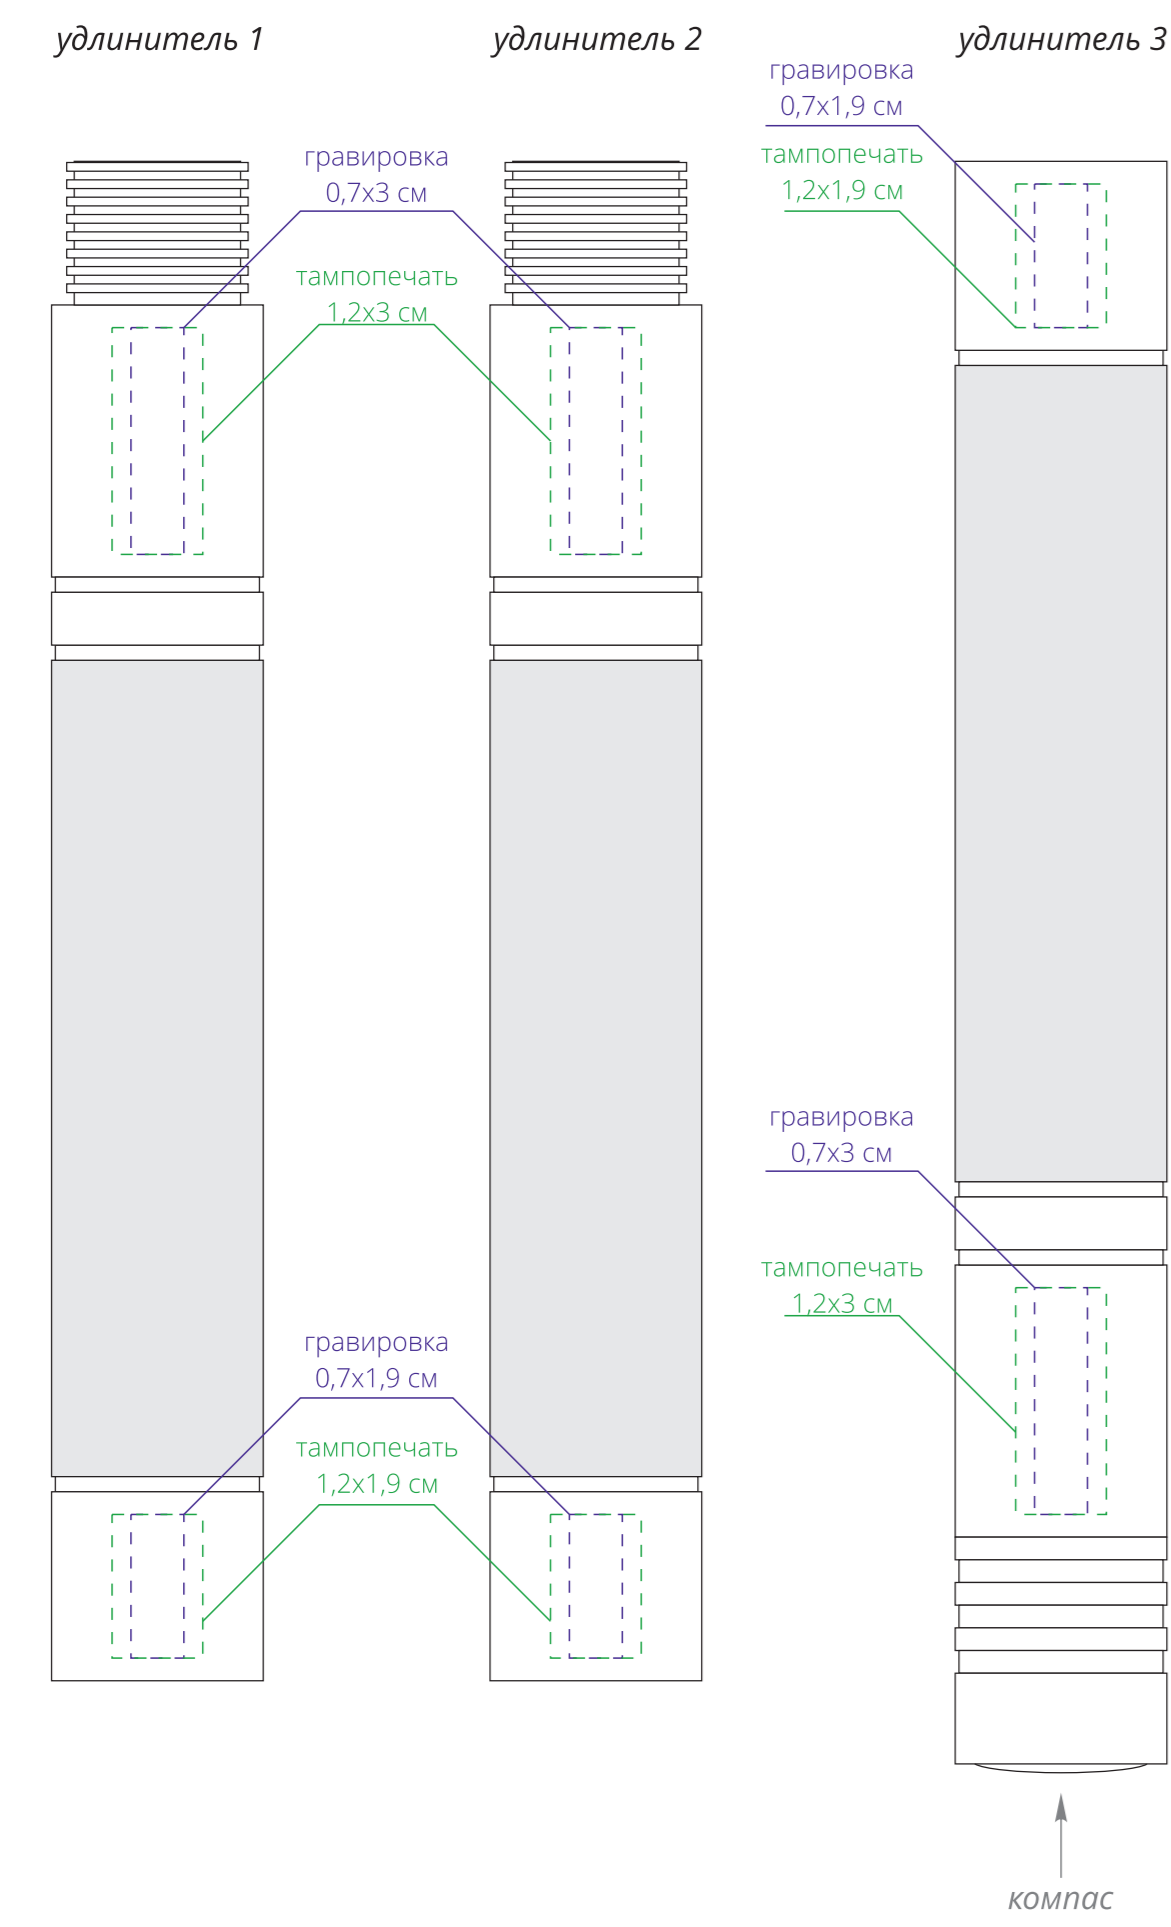 удлинитель 1
удлинитель 2
удлинитель 3
гравировка
0,7х1,9 см
тампопечать
1,2х1,9 см
гравировка
0,7х3 см
тампопечать
1,2х3 см
гравировка
0,7х3 см
тампопечать
1,2х3 см
гравировка
0,7х1,9 см
тампопечать
1,2х1,9 см
компас